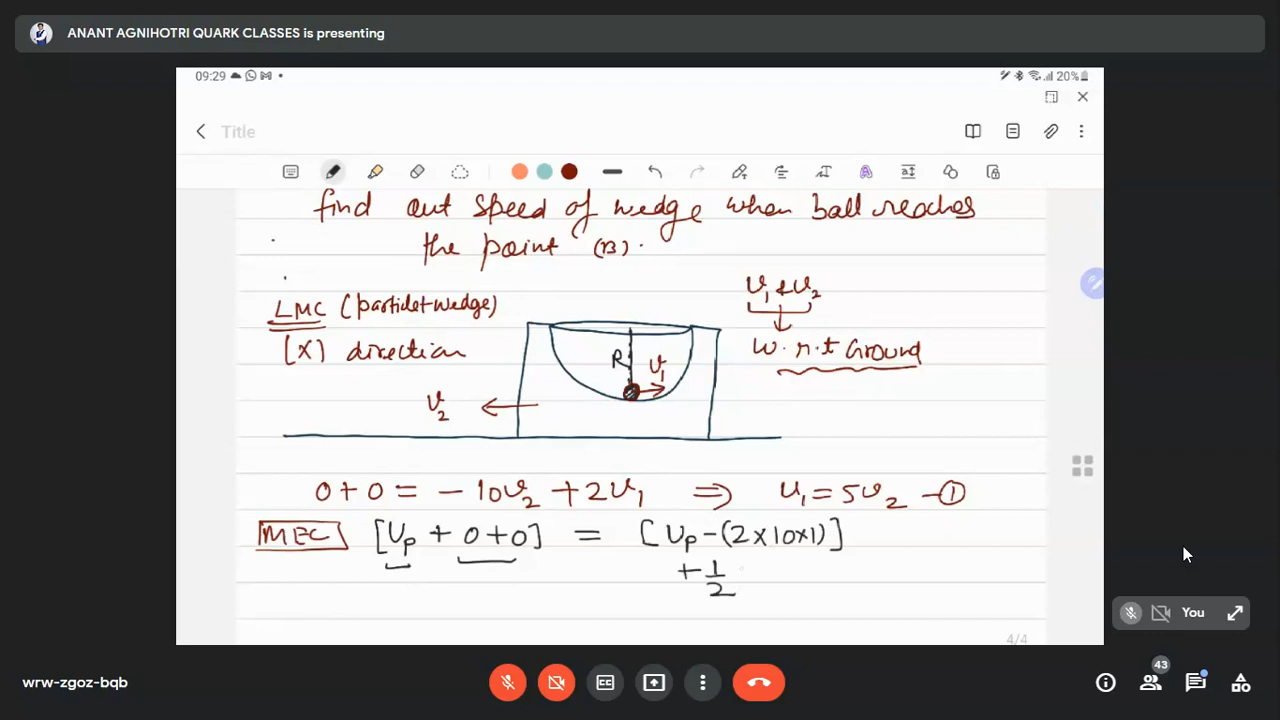 ANANT AGNIHOTRI QUARK CLASSES is presenting
09:29
20%
Title
find out speed of wedge when ball reaches
the point (B).
LMC (particle+wedge)
(X) direction
v₁ & v₂
w.r.t Ground
R
v₁
v₂
0 + 0 = - 10v₂ + 2v₁ ⇒ v₁ = 5v₂ —①
MEC [Up + 0 + 0] = [Up - (2×10×1)]
+ 1/2
4/4
You
wrw-zgoz-bqb
CC
43